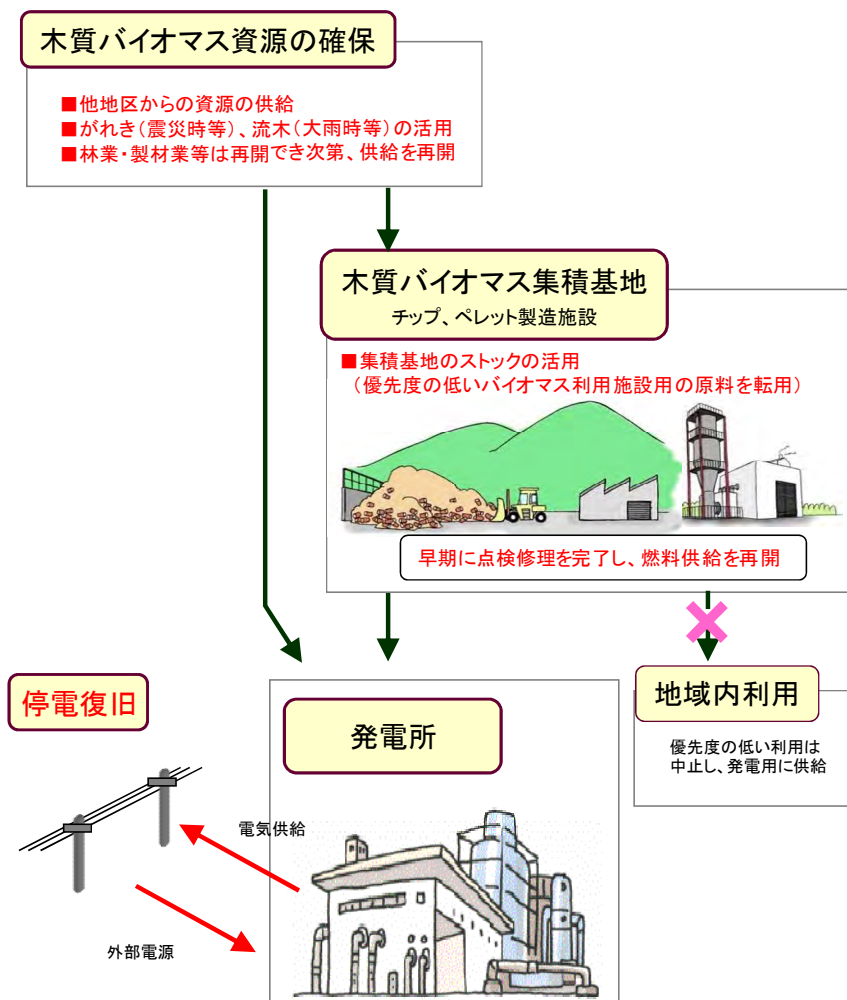 木質バイオマス資源の確保
■他地区からの資源の供給
■がれき（震災時等）、流木（大雨時等）の活用
■林業・製材業等は再開でき次第、供給を再開
木質バイオマス集積基地
チップ、ペレット製造施設
■集積基地のストックの活用
（優先度の低いバイオマス利用施設用の原料を転用）
早期に点検修理を完了し、燃料供給を再開
停電復旧
発電所
地域内利用
優先度の低い利用は
中止し、発電用に供給
電気供給
外部電源